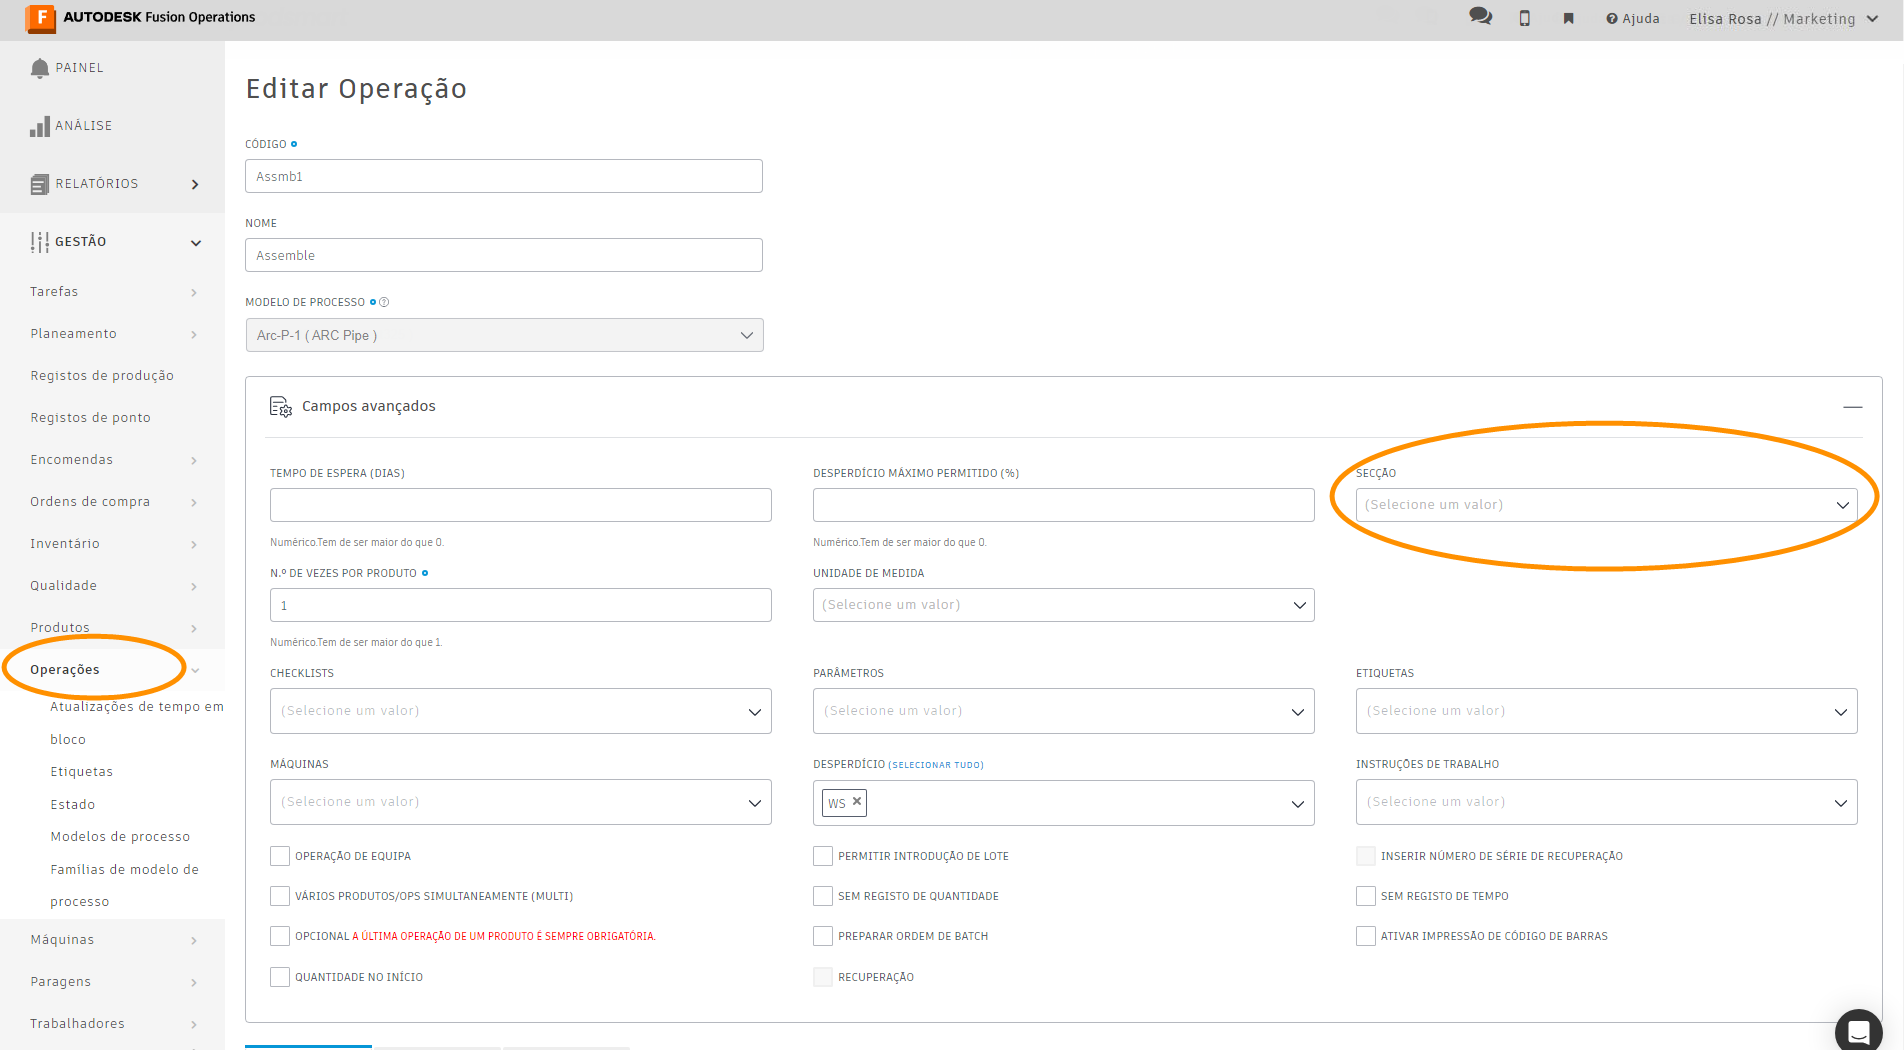 AUTODESK Fusion Operations
Ajuda
Elisa Rosa // Marketing
PAINEL
ANÁLISE
RELATÓRIOS
GESTÃO
Tarefas
Planeamento
Registos de produção
Registos de ponto
Encomendas
Ordens de compra
Inventário
Qualidade
Produtos
Operações
Atualizações de tempo em
bloco
Etiquetas
Estado
Modelos de processo
Famílias de modelo de
processo
Máquinas
Paragens
Trabalhadores
Editar Operação
CÓDIGO
Assmb1
NOME
Assemble
MODELO DE PROCESSO
Arc-P-1 ( ARC Pipe )
Campos avançados
TEMPO DE ESPERA (DIAS)
DESPERDÍCIO MÁXIMO PERMITIDO (%)
SECÇÃO
(Selecione um valor)
Numérico.Tem de ser maior do que 0.
Numérico.Tem de ser maior do que 0.
N.º DE VEZES POR PRODUTO
UNIDADE DE MEDIDA
1
(Selecione um valor)
Numérico.Tem de ser maior do que 1.
CHECKLISTS
PARÂMETROS
ETIQUETAS
(Selecione um valor)
(Selecione um valor)
(Selecione um valor)
MÁQUINAS
DESPERDÍCIO (SELECIONAR TUDO)
INSTRUÇÕES DE TRABALHO
(Selecione um valor)
WS
(Selecione um valor)
OPERAÇÃO DE EQUIPA
PERMITIR INTRODUÇÃO DE LOTE
INSERIR NÚMERO DE SÉRIE DE RECUPERAÇÃO
VÁRIOS PRODUTOS/OPS SIMULTANEAMENTE (MULTI)
SEM REGISTO DE QUANTIDADE
SEM REGISTO DE TEMPO
OPCIONAL A ÚLTIMA OPERAÇÃO DE UM PRODUTO É SEMPRE OBRIGATÓRIA.
PREPARAR ORDEM DE BATCH
ATIVAR IMPRESSÃO DE CÓDIGO DE BARRAS
QUANTIDADE NO INÍCIO
RECUPERAÇÃO